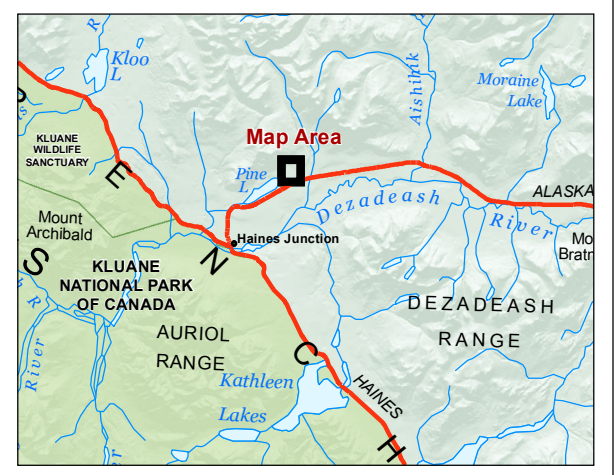 Kloo
L
Moraine
Lake
Aishihik
KLUANE
WILDLIFE
SANCTUARY
Map Area
Pine
L
Dezadeash
River
ALASKA
Mount
Archibald
Haines Junction
Mo
Bratn
KLUANE
NATIONAL PARK
OF CANADA
S E N C H
DEZADEASH
RANGE
AURIOL
RANGE
River
R
Kathleen
Lakes
HAINES